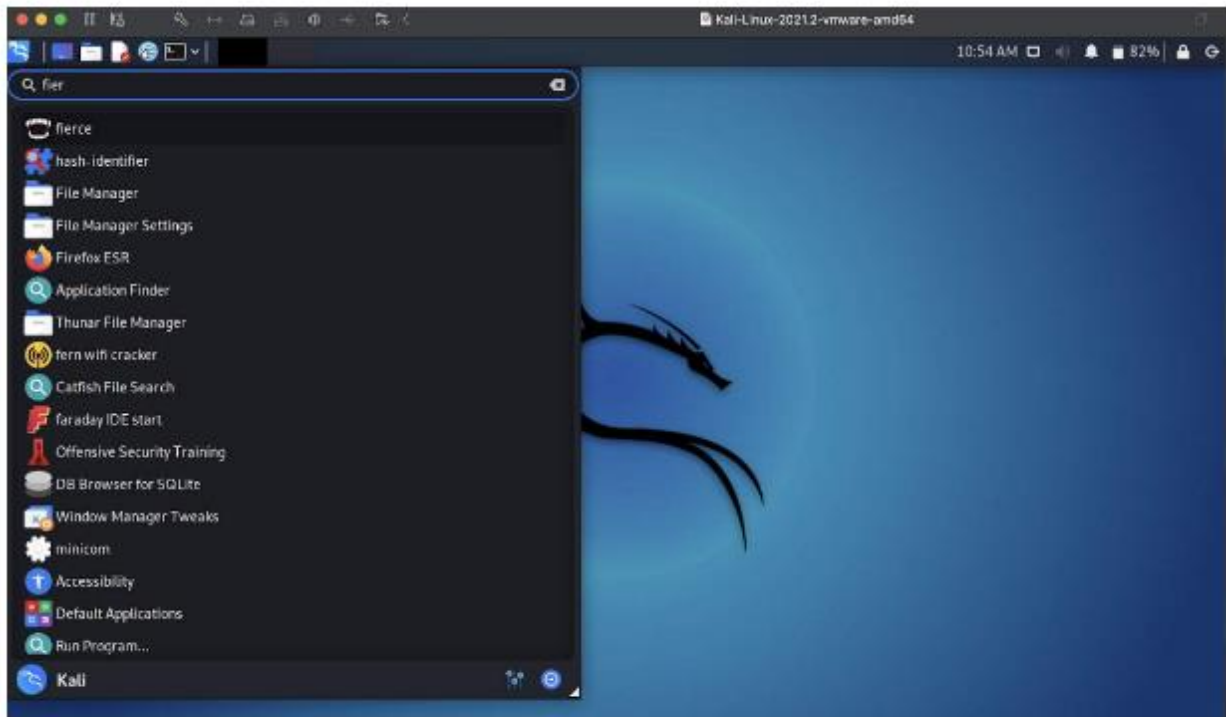 Kali-Linux-2021.2-vmware-amd64
10:54 AM 82%
fier
fierce
hash-identifier
File Manager
File Manager Settings
Firefox ESR
Application Finder
Thunar File Manager
fern wifi cracker
Catfish File Search
faraday IDE start
Offensive Security Training
DB Browser for SQLite
Window Manager Tweaks
minicom
Accessibility
Default Applications
Run Program...
Kali